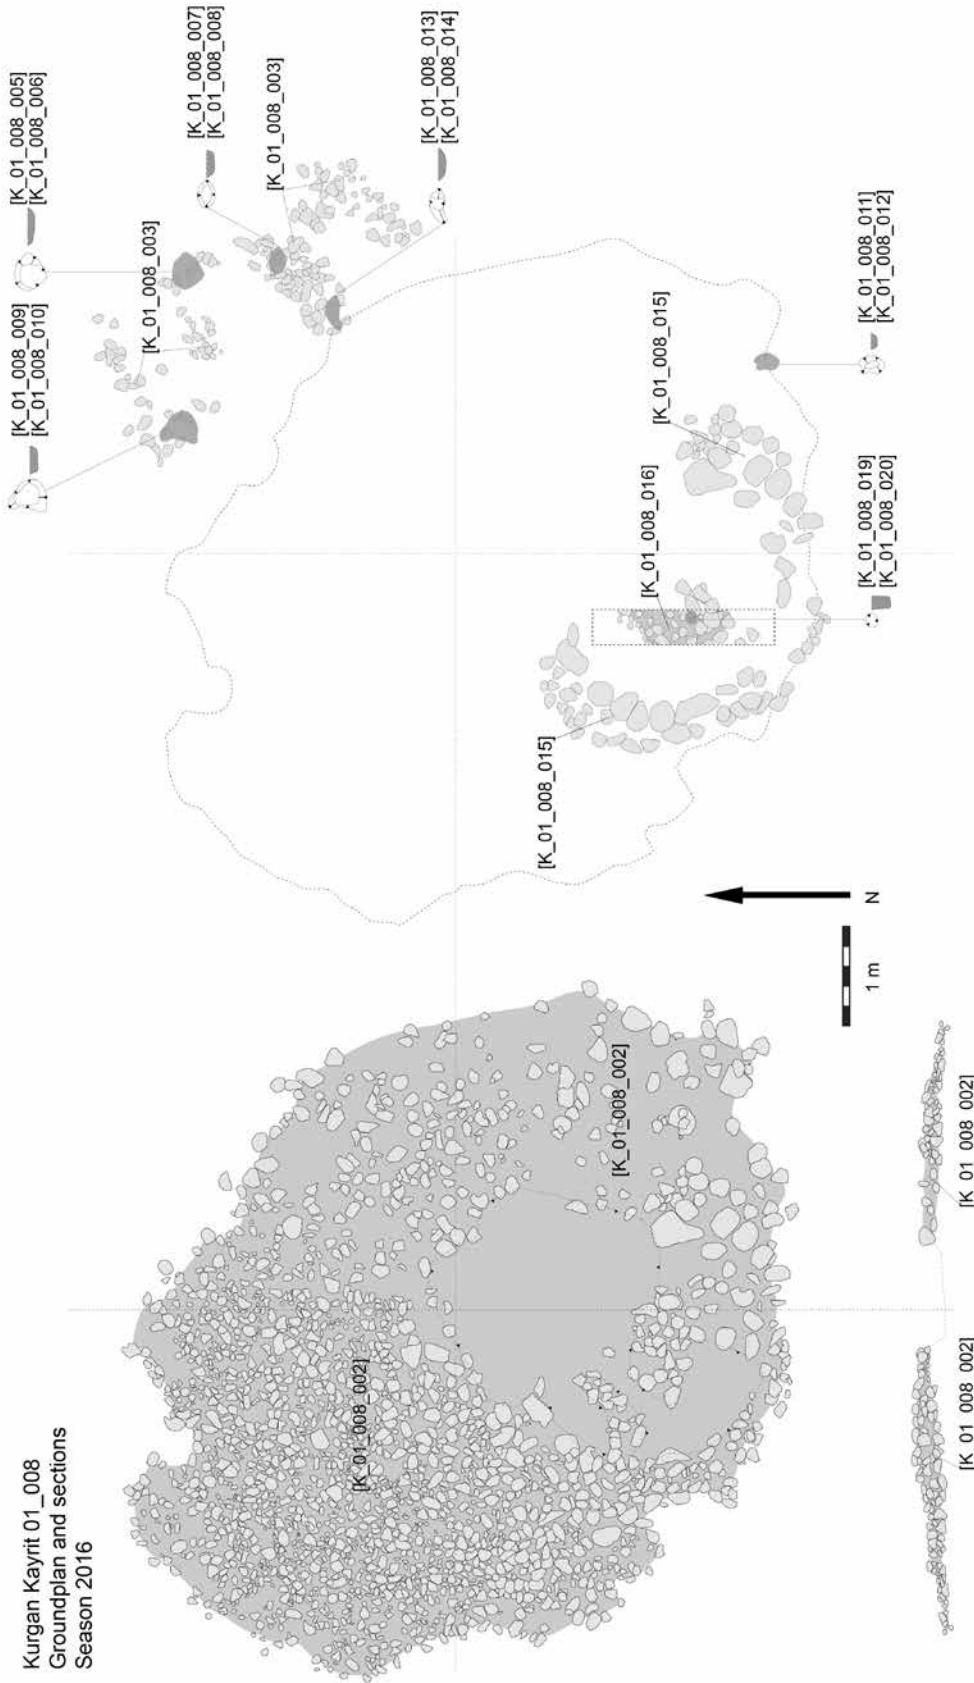 Kurgan Kayrit 01_008
Groundplan and sections
Season 2016
[K_01_008_002]
[K_01_008_002]
[K_01_008_002]
[K_01_008_002]
1 m
N
[K_01_008_009]
[K_01_008_010]
[K_01_008_005]
[K_01_008_006]
[K_01_008_003]
[K_01_008_007]
[K_01_008_008]
[K_01_008_003]
[K_01_008_013]
[K_01_008_014]
[K_01_008_015]
[K_01_008_016]
[K_01_008_015]
[K_01_008_019]
[K_01_008_020]
[K_01_008_011]
[K_01_008_012]